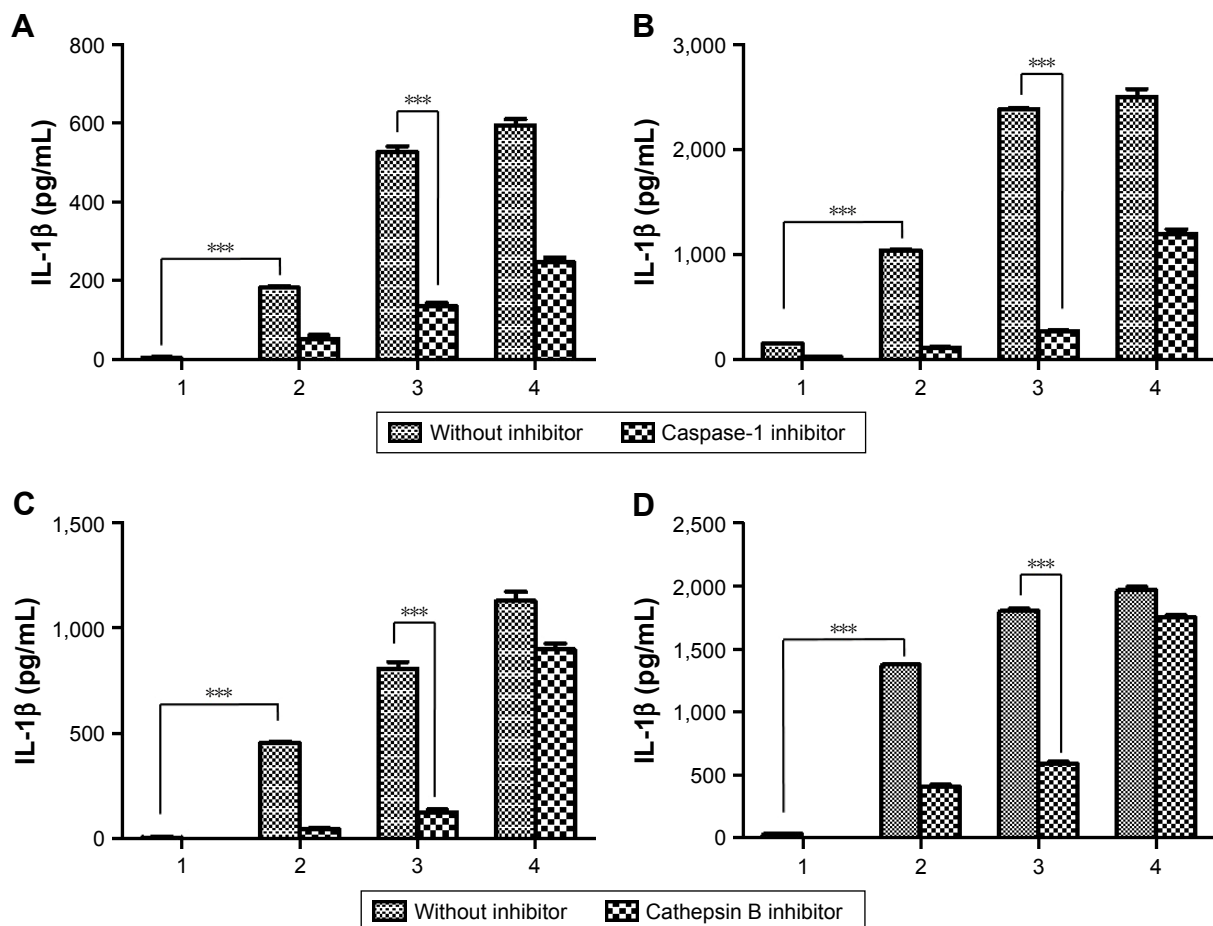 A
IL-1β (pg/mL)
800
600
400
200
0
***
***
1 2 3 4
B
IL-1β (pg/mL)
3,000
2,000
1,000
0
***
***
1 2 3 4
Without inhibitor Caspase-1 inhibitor
C
IL-1β (pg/mL)
1,500
1,000
500
0
***
***
1 2 3 4
D
IL-1β (pg/mL)
2,500
2,000
1,500
1,000
500
0
***
***
1 2 3 4
Without inhibitor Cathepsin B inhibitor